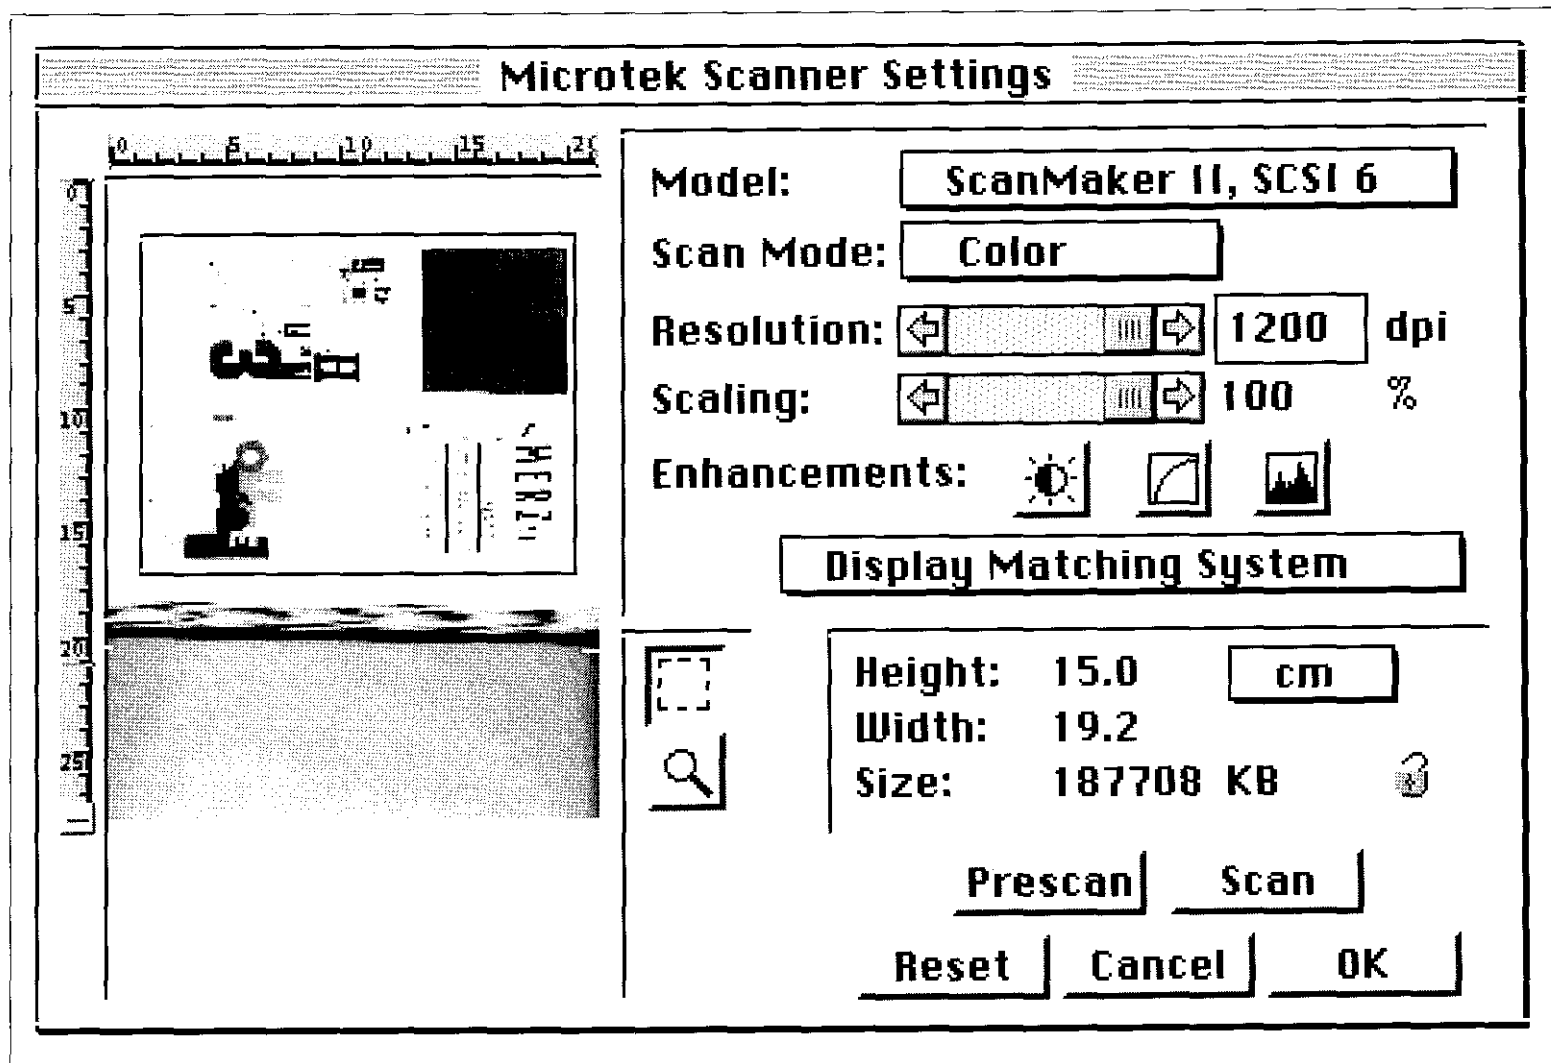 Microtek Scanner Settings
0 5 10 15 20
0
5
10
15
20
25
MERZ
Model: ScanMaker II, SCSI 6
Scan Mode: Color
Resolution: 1200 dpi
Scaling: 100 %
Enhancements:
Display Matching System
Height: 15.0 cm
Width: 19.2
Size: 187708 KB
Prescan Scan
Reset Cancel OK